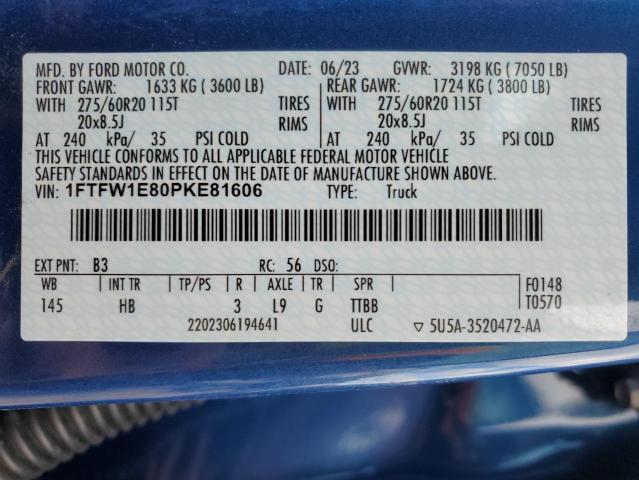 MFD. BY FORD MOTOR CO. DATE: 06/23 GVWR: 3198 KG ( 7050 LB)
FRONT GAWR: 1633 KG ( 3600 LB) REAR GAWR: 1724 KG ( 3800 LB)
WITH 275/60R20 115T TIRES WITH 275/60R20 115T TIRES
20x8.5J RIMS 20x8.5J RIMS
AT 240 kPa/ 35 PSI COLD AT 240 kPa/ 35 PSI COLD
THIS VEHICLE CONFORMS TO ALL APPLICABLE FEDERAL MOTOR VEHICLE
SAFETY STANDARDS IN EFFECT ON THE DATE OF MANUFACTURE SHOWN ABOVE.
VIN: 1FTFW1E80PKE81606 TYPE: Truck
EXT PNT: B3 RC: 56 DSO:
WB INT TR TP/PS R AXLE TR SPR F0148
145 HB 3 L9 G TTBB T0570
2202306194641 ULC ▽ 5U5A-3520472-AA